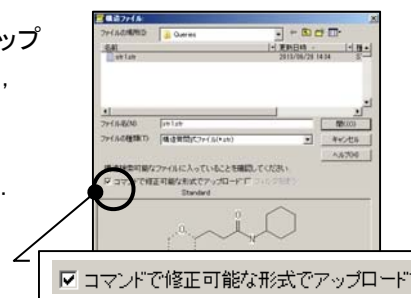 ップ
,
.
構造ファイル
ファイルの場所(I):
Queries
名前
更新日時
種
str1.str
2013/06/28 14:04
S
ファイル名(N):
str1.str
開く(O)
ファイルの種類(T):
構造質問式ファイル(*.str)
キャンセル
ヘルプ(H)
構造検索可能なファイルに入っていることを確認してください。
コマンドで修正可能な形式でアップロード
Standard
O
N
コマンドで修正可能な形式でアップロード